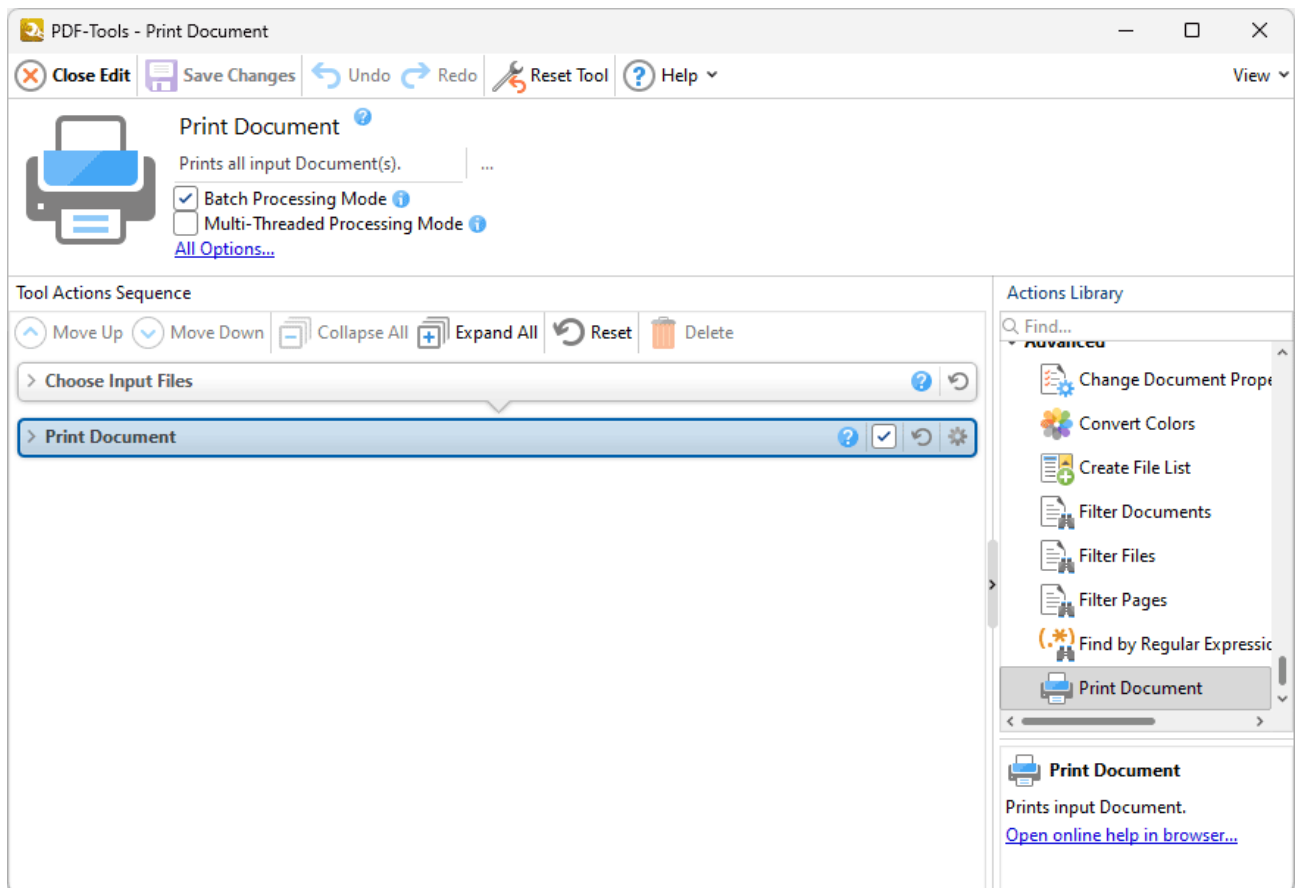 PDF-Tools - Print Document
Close Edit Save Changes Undo Redo Reset Tool Help View
Print Document
Prints all input Document(s). ...
Batch Processing Mode
Multi-Threaded Processing Mode
All Options...
Tool Actions Sequence
Move Up Move Down Collapse All Expand All Reset Delete
Choose Input Files
Print Document
Actions Library
Find...
Advanced
Change Document Prope
Convert Colors
Create File List
Filter Documents
Filter Files
Filter Pages
(.*) Find by Regular Expressic
Print Document
Print Document
Prints input Document.
Open online help in browser...